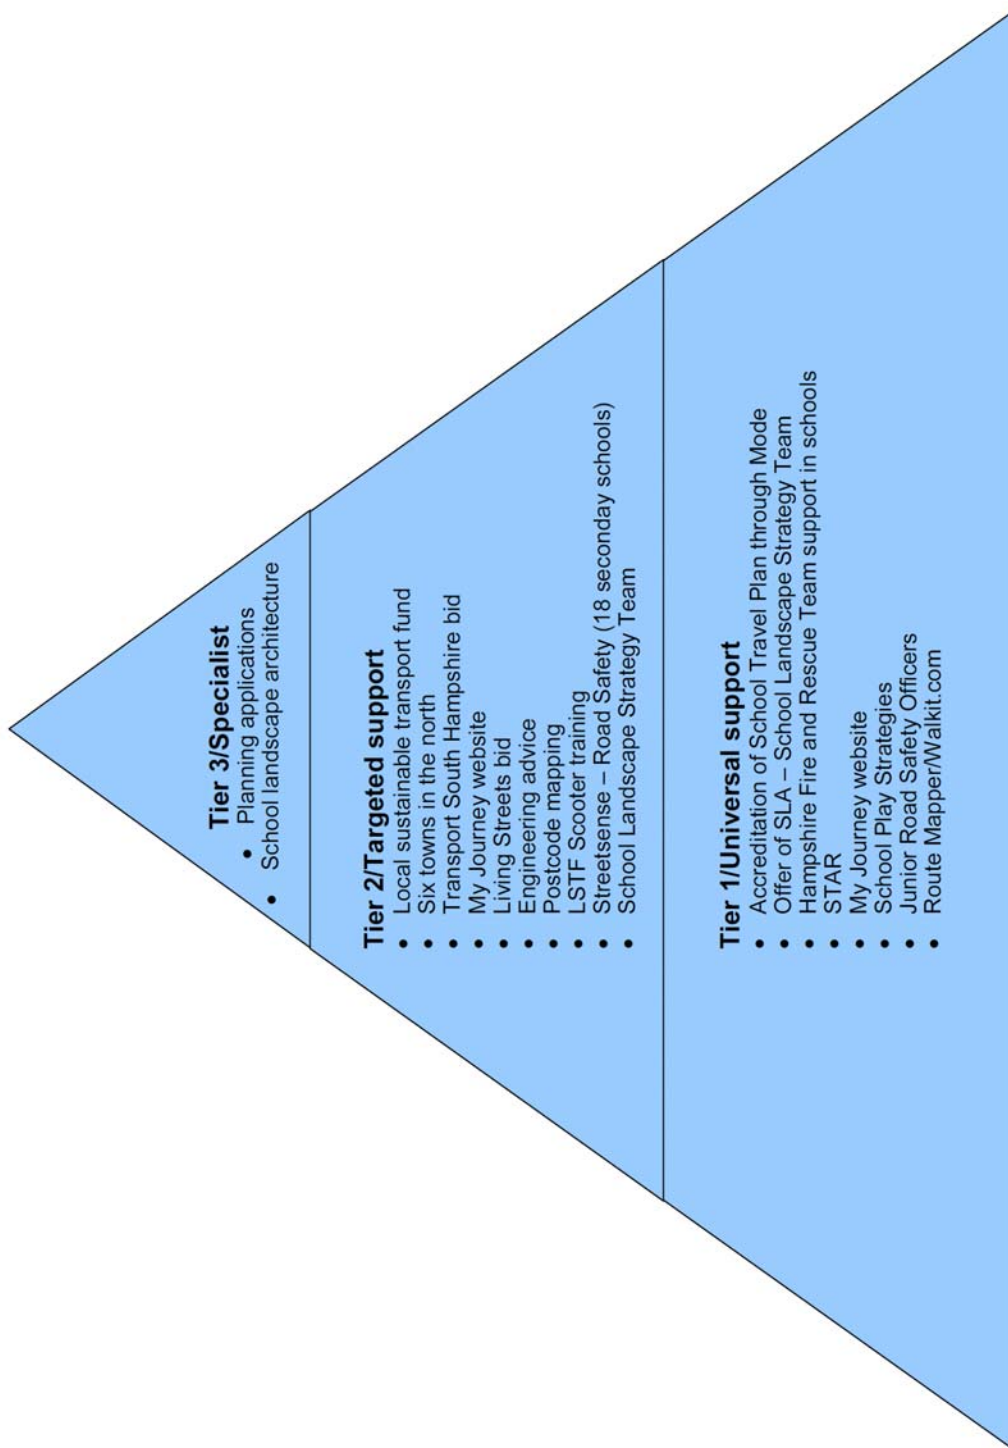 Tier 3/Specialist
• Planning applications
• School landscape architecture
Tier 2/Targeted support
• Local sustainable transport fund
• Six towns in the north
• Transport South Hampshire bid
• My Journey website
• Living Streets bid
• Engineering advice
• Postcode mapping
• LSTF Scooter training
• Streetsense – Road Safety (18 seconday schools)
• School Landscape Strategy Team
Tier 1/Universal support
• Accreditation of School Travel Plan through Mode
• Offer of SLA – School Landscape Strategy Team
• Hampshire Fire and Rescue Team support in schools
• STAR
• My Journey website
• School Play Strategies
• Junior Road Safety Officers
• Route Mapper/Walkit.com